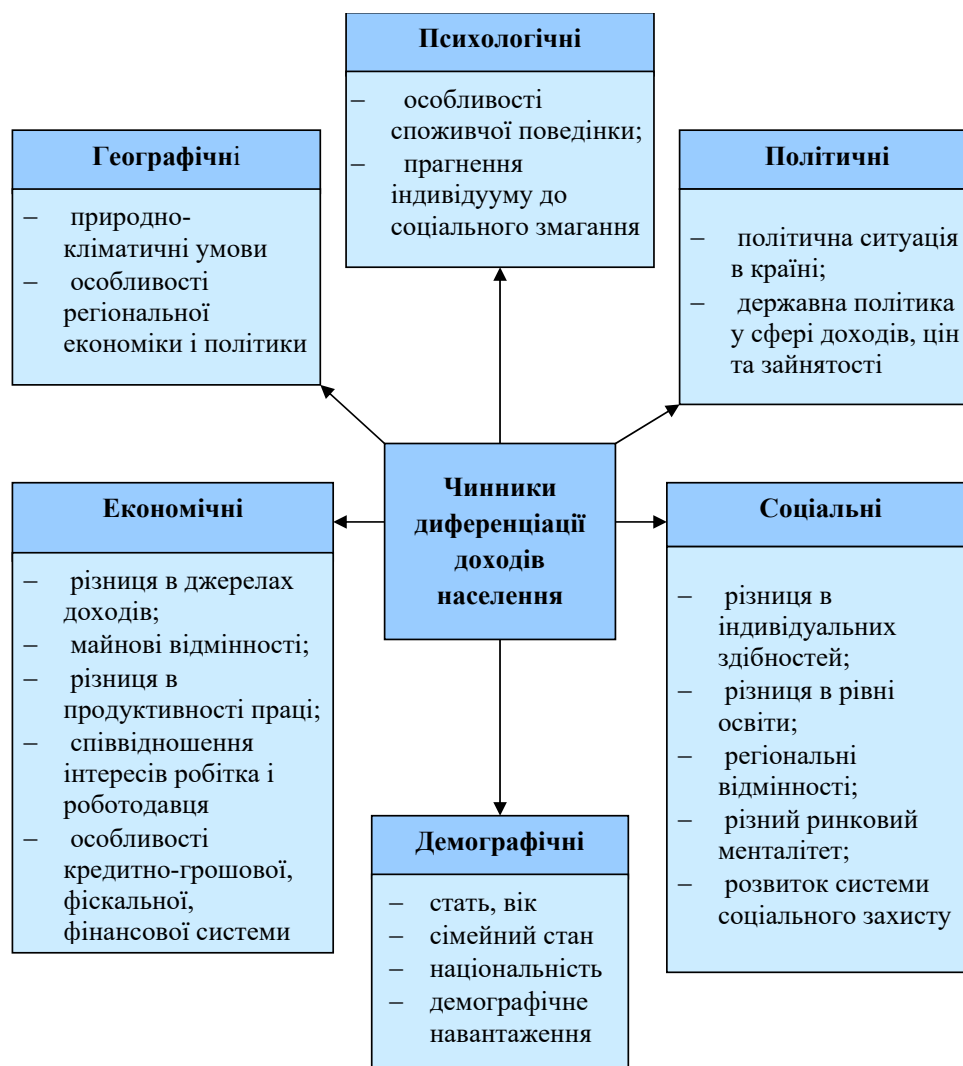 Психологічні
– особливості
споживчої поведінки;
– прагнення
індивідууму до
соціального змагання
Географічні
– природно-
кліматичні умови
– особливості
регіональної
економіки і політики
Політичні
– політична ситуація
в країні;
– державна політика
у сфері доходів, цін
та зайнятості
Чинники
диференціації
доходів
населення
Економічні
– різниця в джерелах
доходів;
– майнові відмінності;
– різниця в
продуктивності праці;
– співвідношення
інтересів робітка і
роботодавця
– особливості
кредитно-грошової,
фіскальної,
фінансової системи
Соціальні
– різниця в
індивідуальних
здібностей;
– різниця в рівні
освіти;
– регіональні
відмінності;
– різний ринковий
менталітет;
– розвиток системи
соціального захисту
Демографічні
– стать, вік
– сімейний стан
– національність
– демографічне
навантаження